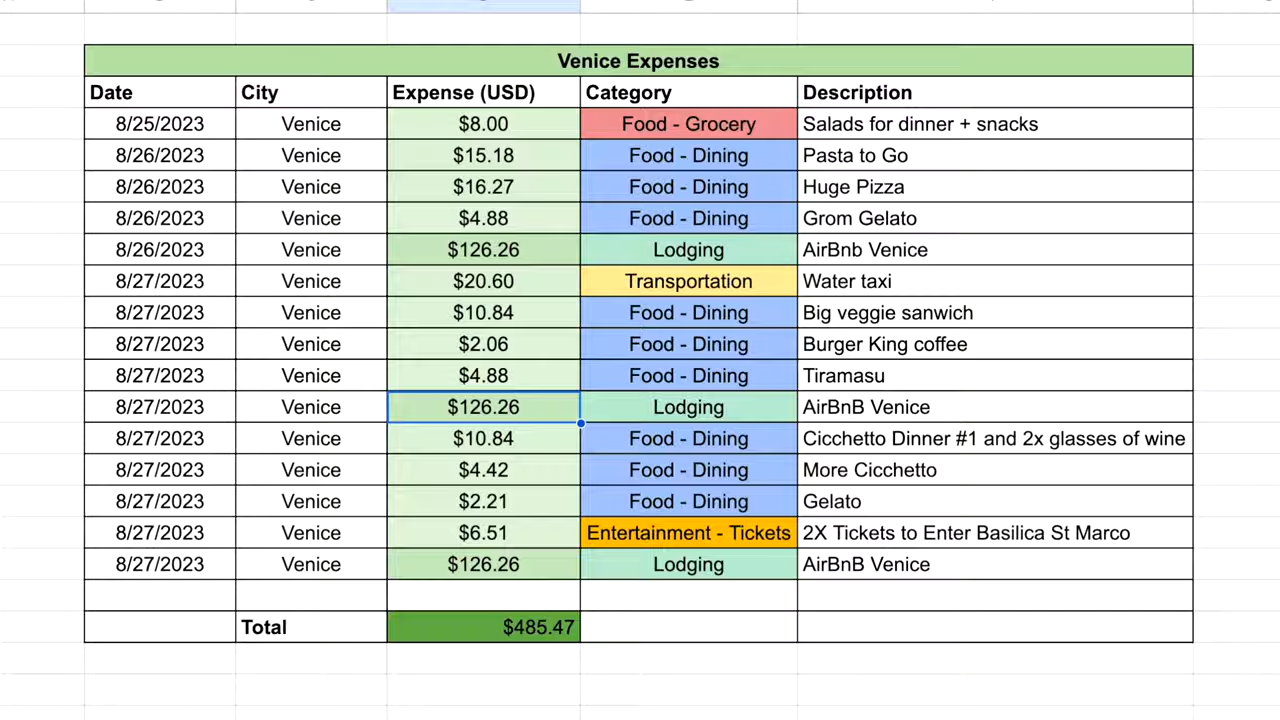 Venice Expenses
Date City Expense (USD) Category Description
8/25/2023 Venice $8.00 Food - Grocery Salads for dinner + snacks
8/26/2023 Venice $15.18 Food - Dining Pasta to Go
8/26/2023 Venice $16.27 Food - Dining Huge Pizza
8/26/2023 Venice $4.88 Food - Dining Grom Gelato
8/26/2023 Venice $126.26 Lodging AirBnb Venice
8/27/2023 Venice $20.60 Transportation Water taxi
8/27/2023 Venice $10.84 Food - Dining Big veggie sanwich
8/27/2023 Venice $2.06 Food - Dining Burger King coffee
8/27/2023 Venice $4.88 Food - Dining Tiramasu
8/27/2023 Venice $126.26 Lodging AirBnB Venice
8/27/2023 Venice $10.84 Food - Dining Cicchetto Dinner #1 and 2x glasses of wine
8/27/2023 Venice $4.42 Food - Dining More Cicchetto
8/27/2023 Venice $2.21 Food - Dining Gelato
8/27/2023 Venice $6.51 Entertainment - Tickets 2X Tickets to Enter Basilica St Marco
8/27/2023 Venice $126.26 Lodging AirBnB Venice
Total $485.47